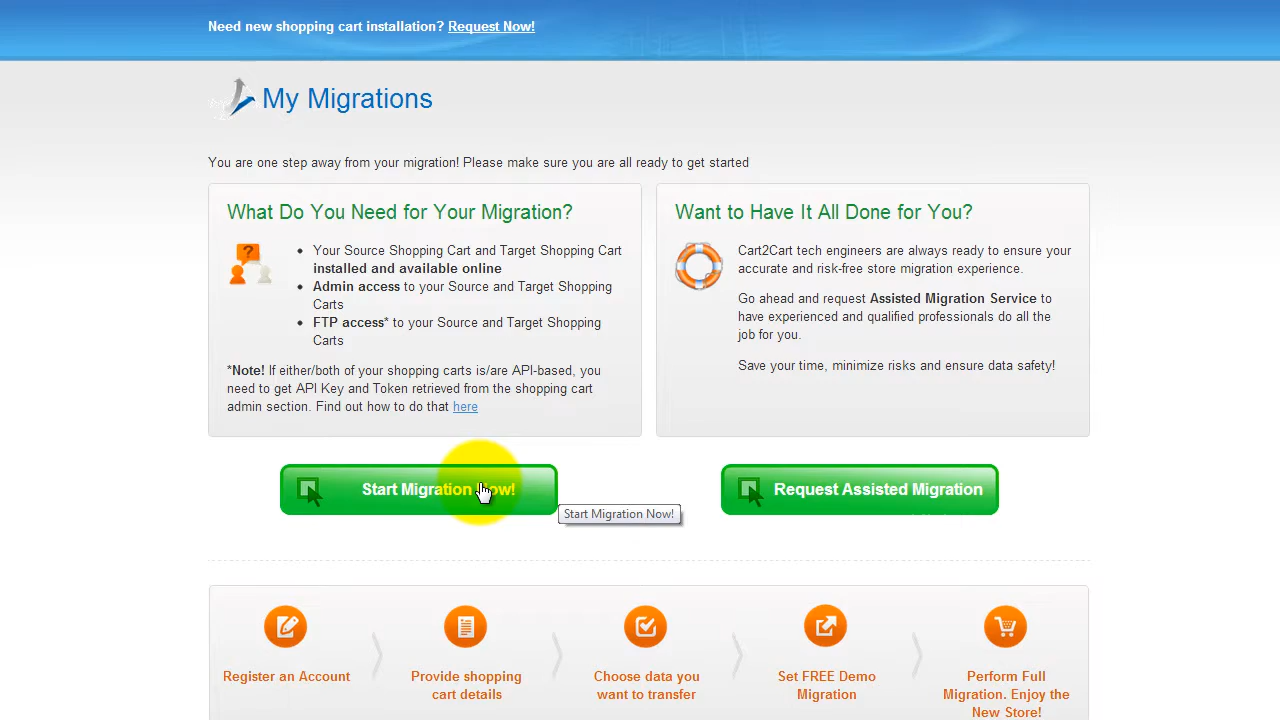 Need new shopping cart installation? Request Now!
My Migrations
You are one step away from your migration! Please make sure you are all ready to get started
What Do You Need for Your Migration?
Your Source Shopping Cart and Target Shopping Cart
installed and available online
Admin access to your Source and Target Shopping
Carts
FTP access* to your Source and Target Shopping
Carts
*Note! If either/both of your shopping carts is/are API-based, you
need to get API Key and Token retrieved from the shopping cart
admin section. Find out how to do that here
Want to Have It All Done for You?
Cart2Cart tech engineers are always ready to ensure your
accurate and risk-free store migration experience.
Go ahead and request Assisted Migration Service to
have experienced and qualified professionals do all the
job for you.
Save your time, minimize risks and ensure data safety!
Start Migration Now!
Start Migration Now!
Request Assisted Migration
Register an Account
Provide shopping
cart details
Choose data you
want to transfer
Set FREE Demo
Migration
Perform Full
Migration. Enjoy the
New Store!